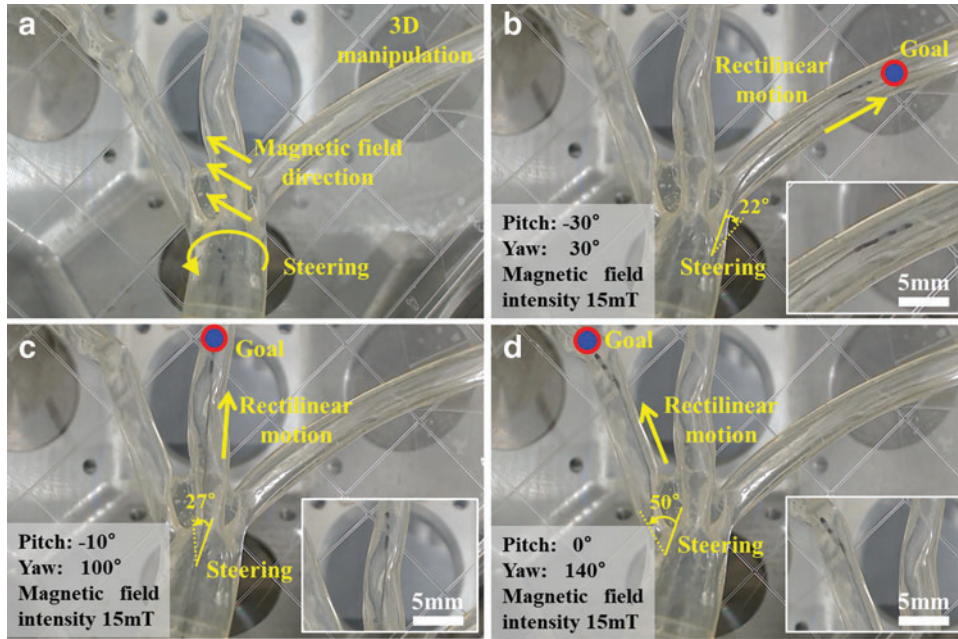 a
3D
manipulation
Magnetic field
direction
Steering
b
Goal
Rectilinear
motion
22°
Steering
Pitch: -30°
Yaw: 30°
Magnetic field
intensity 15mT
5mm
c
Goal
Rectilinear
motion
27°
Steering
Pitch: -10°
Yaw: 100°
Magnetic field
intensity 15mT
5mm
d
Goal
Rectilinear
motion
50°
Steering
Pitch: 0°
Yaw: 140°
Magnetic field
intensity 15mT
5mm